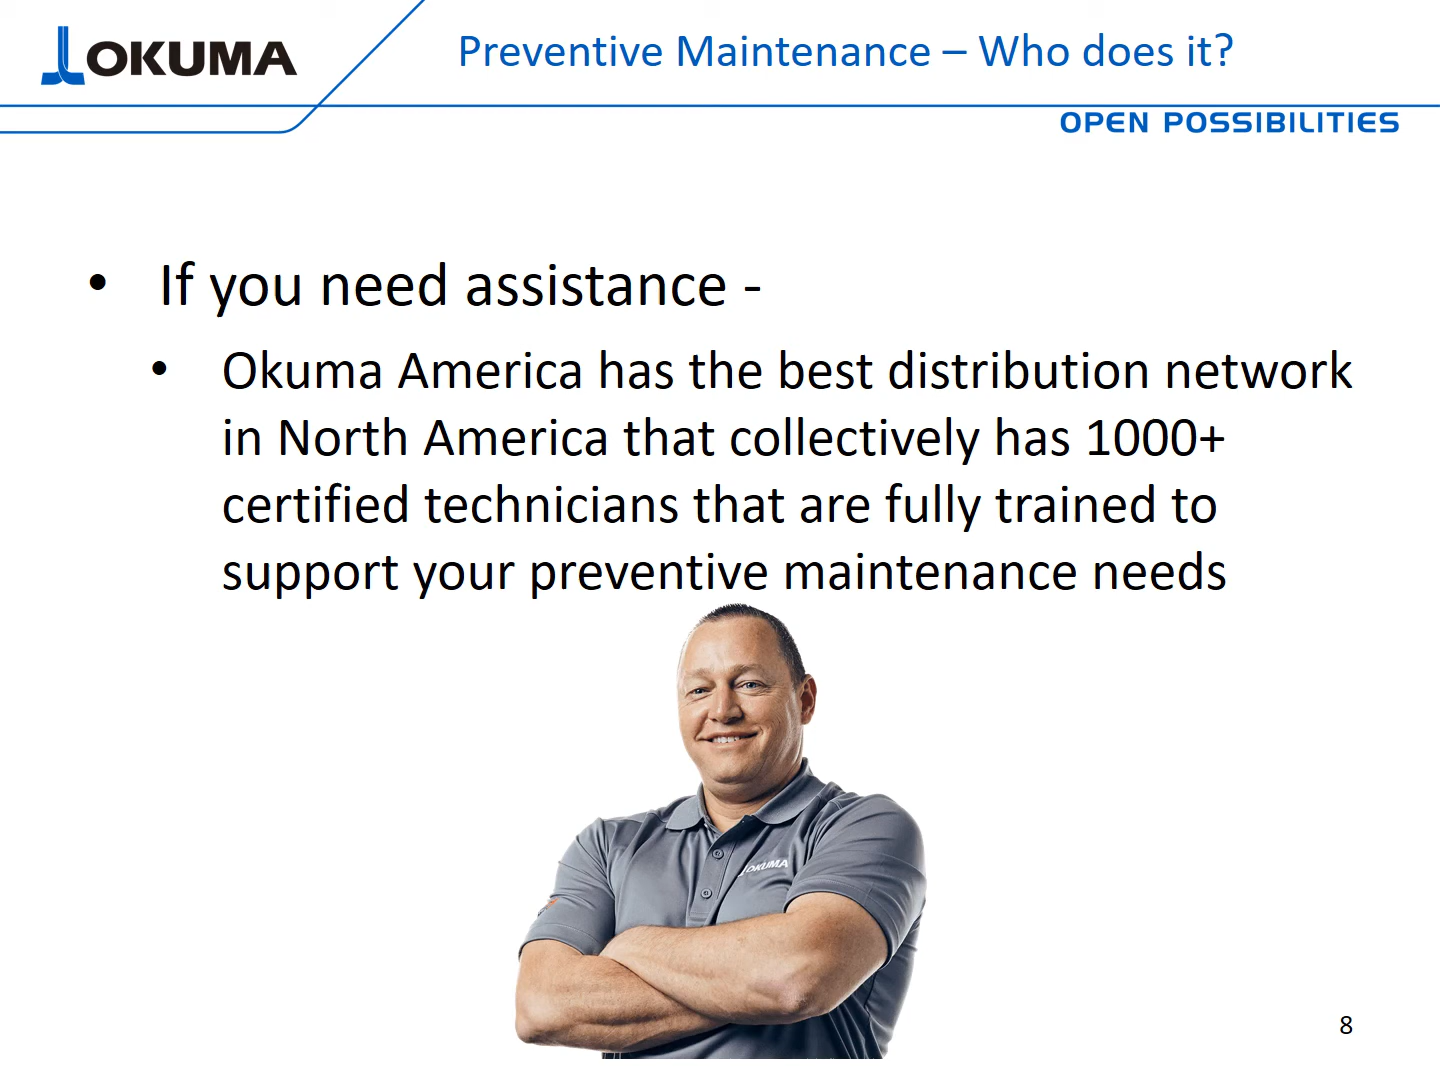 OKUMA
Preventive Maintenance – Who does it?
OPEN POSSIBILITIES
• If you need assistance -
• Okuma America has the best distribution network
in North America that collectively has 1000+
certified technicians that are fully trained to
support your preventive maintenance needs
OKUMA
8